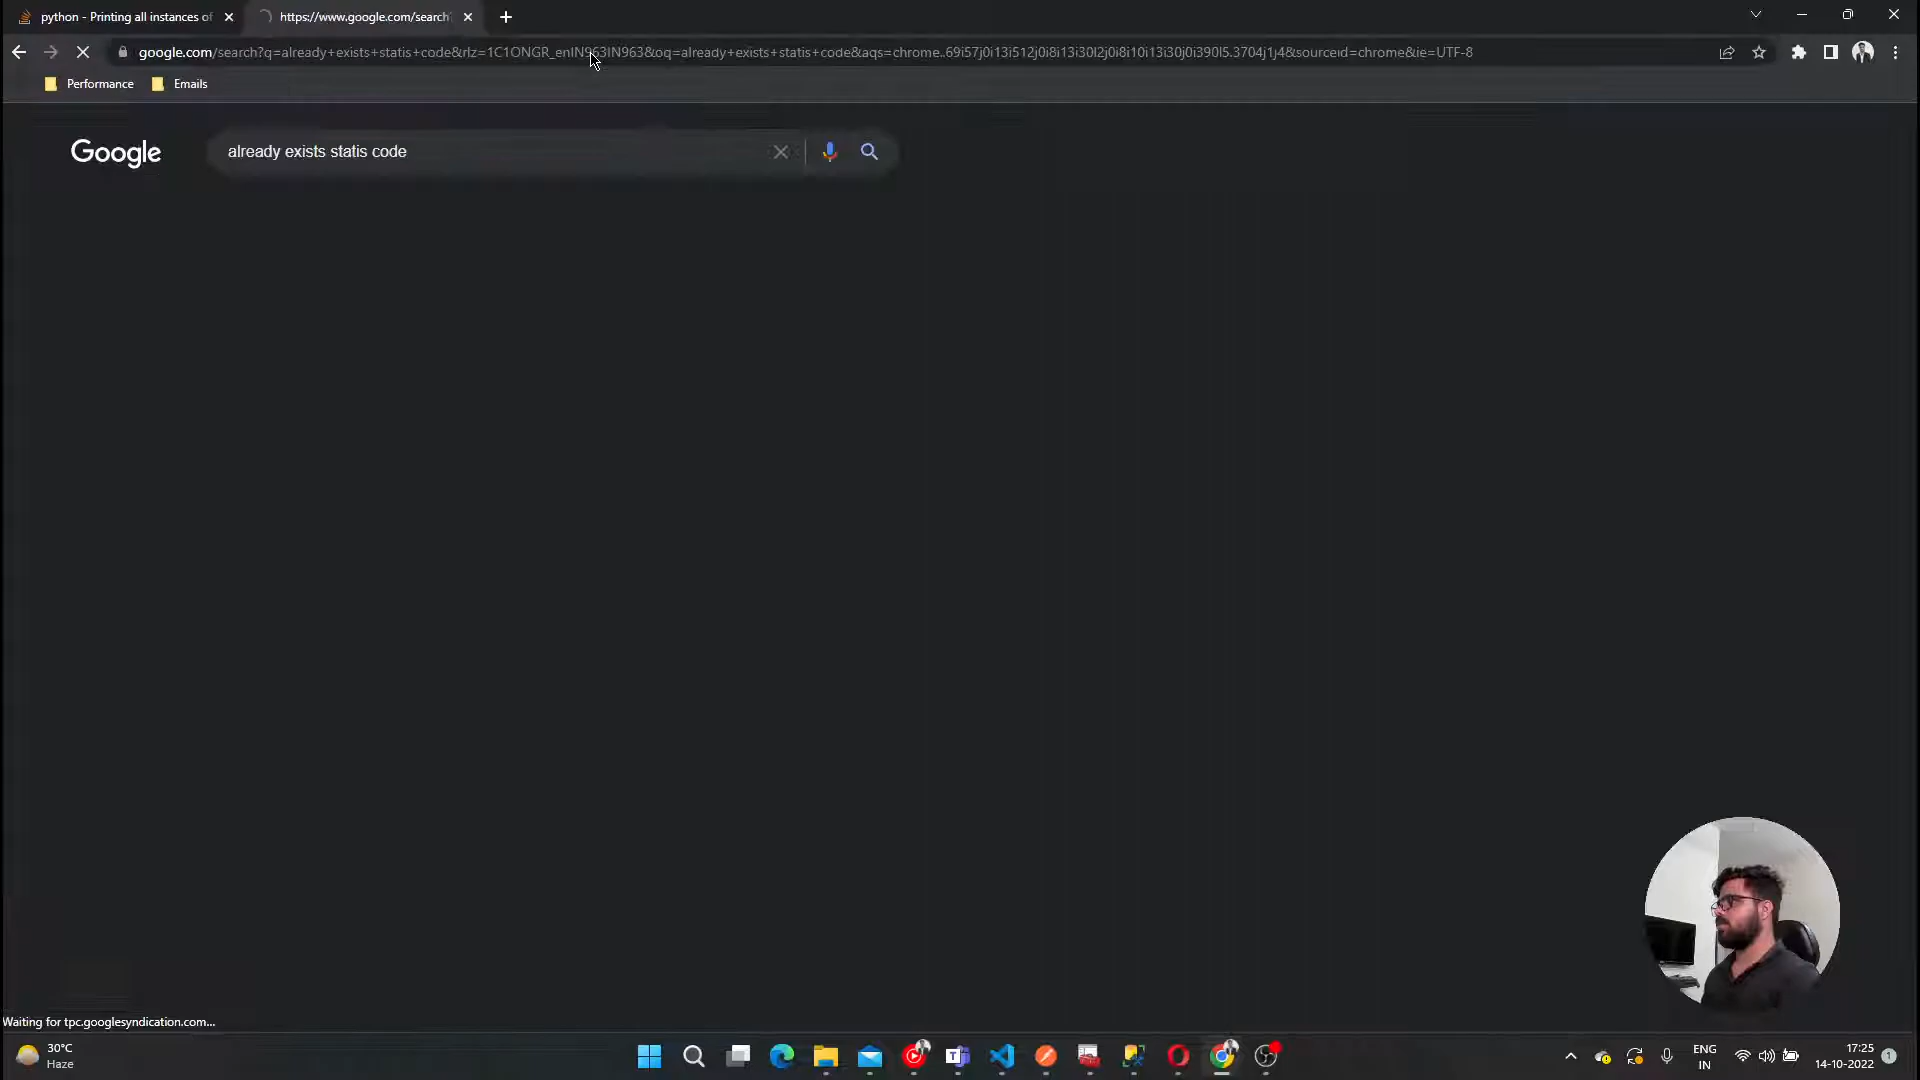 python - Printing all instances of
https://www.google.com/search?
google.com/search?q=already+exists+statis+code&rlz=1C1ONGR_enIN963IN963&oq=already+exists+statis+code&aqs=chrome..69i57j0i13i512j0i8i13i30l2j0i8i10i13i30j0i390l5.3704j1j4&sourceid=chrome&ie=UTF-8
Performance
Emails
Google
already exists statis code
Waiting for tpc.googlesyndication.com...
30°C
Haze
ENG
IN
17:25
14-10-2022
1